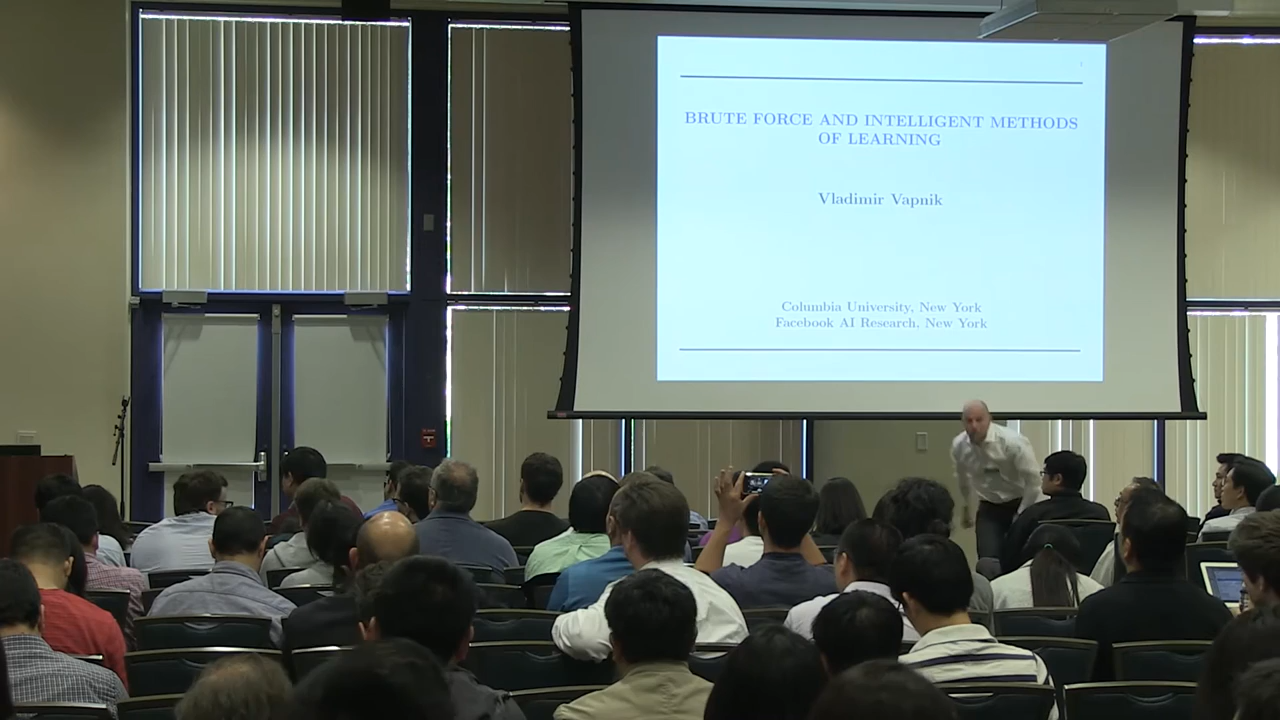 BRUTE FORCE AND INTELLIGENT METHODS
OF LEARNING
Vladimir Vapnik
Columbia University, New York
Facebook AI Research, New York